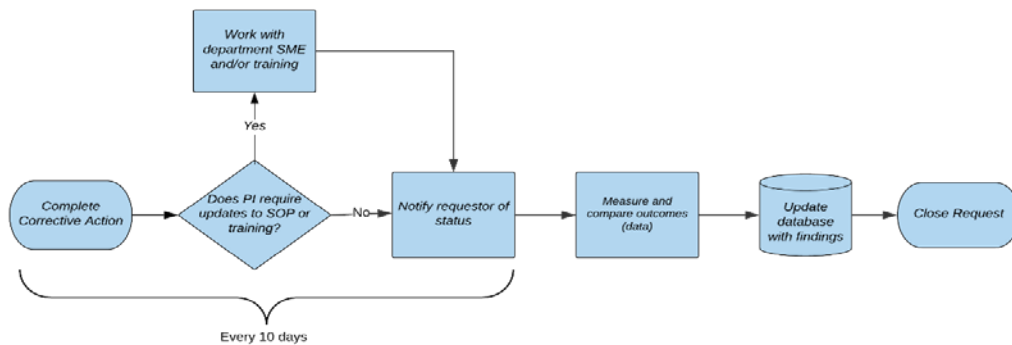 Work with
department SME
and/or training
Yes
Complete
Corrective Action
Does PI require
updates to SOP or
training?
No
Notify requestor of
status
Measure and
compare outcomes
(data)
Update
database
with findings
Close Request
Every 10 days